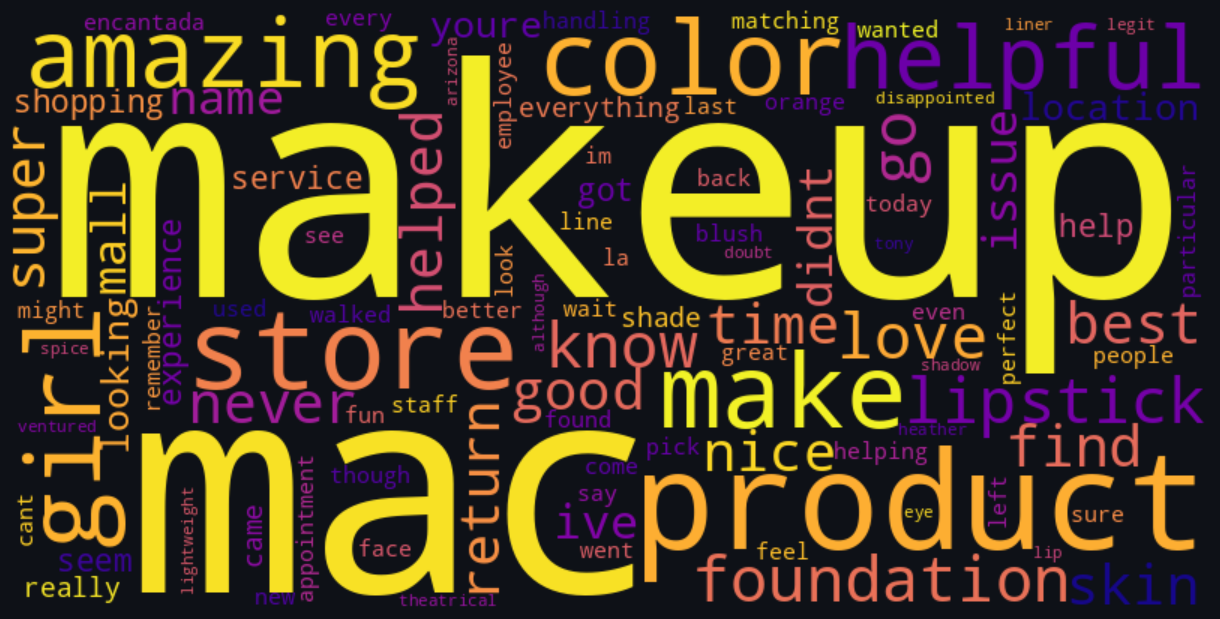 encantada
every
youre
handling
matching
wanted
liner
legit
amazing
color
helpful
shopping
name
arizona
employee
everything
last
orange
disappointed
location
makeup
super
service
helped
im
got
back
didnt
go
today
issue
help
particular
mall
see
line
la
look
blush
doubt
tony
experience
might
used
walked
better
although
wait
shade
time
love
even
perfect
best
people
spice
girl
looking
remember
store
know
great
shadow
never
fun
staff
good
found
make
lipstick
ventured
mac
return
pick
nice
helping
heather
find
though
come
say
product
cant
lightweight
came
appointment
face
ive
went
eye
left
sure
seem
feel
lip
really
new
theatrical
foundation
skin